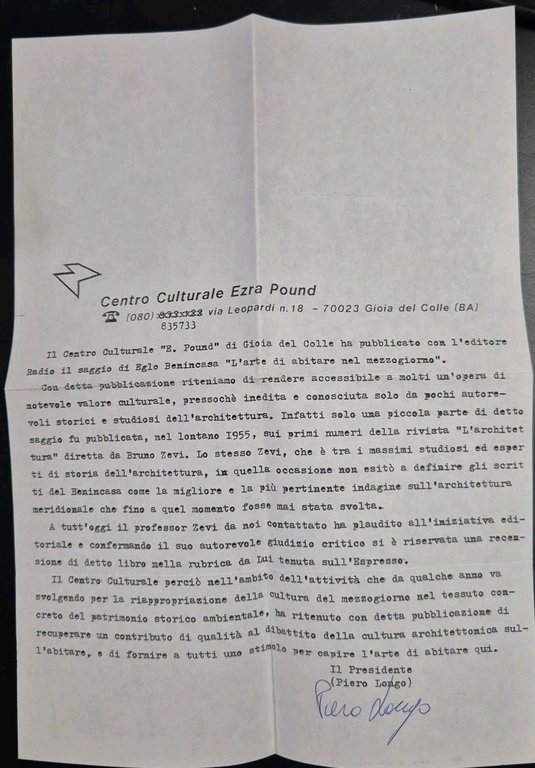 Centro Culturale Ezra Pound
(080) via Leopardi n.18 - 70023 Gioia del Colle (BA)
835733
Il Centro Culturale "E. Pound" di Gioia del Colle ha pubblicato con l'editore
Radio il saggio di Eglo Benincasa "L'arte di abitare nel mezzogiorno".
Con detta pubblicazione riteniamo di rendere accessibile a molti un'opera di
notevole valore culturale, pressochè inedita e conosciuta solo da pochi autore-
voli storici e studiosi dell'architettura. Infatti solo una piccola parte di detto
saggio fu pubblicata, nel lontano I955, sui primi numeri della rivista "L'architet
tura" diretta da Bruno Zevi. Lo stesso Zevi, che è tra i massimi studiosi ed esper
ti di storia dell'architettura, in quella occasione non esitò a definire gli scrit
ti del Benincasa come la migliore e la più pertinente indagine sull'architettura
meridionale che fino a quel momento fosse mai stata svolta.
A tutt'oggi il professor Zevi da noi contattato ha plaudito all'iniziativa edi-
toriale e confermando il suo autorevole giudizio critico si è riservata una recen-
sione di detto libro nella rubrica da Lui tenuta sull'Espresso.
Il Centro Culturale perciò nell'ambito dell'attività che da qualche anno va
svolgendo per la riappropriazione della cultura del mezzogiorno nel tessuto con-
creto del patrimonio storico ambientale, ha ritenuto con detta pubblicazione di
recuperare un contributo di qualità al dibattito della cultura architettonica sul-
l'abitare, e di fornire a tutti uno stimolo per capire l'arte di abitare qui.
Il Presidente
(Piero Longo)
Piero Longo